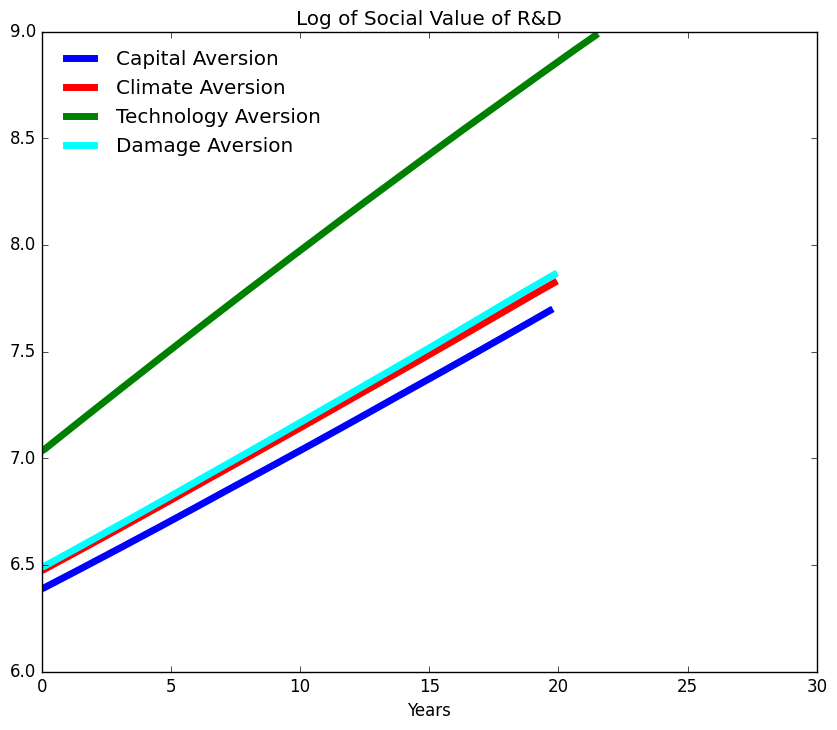 Log of Social Value of R&D
9.0
8.5
8.0
7.5
7.0
6.5
6.0
Capital Aversion
Climate Aversion
Technology Aversion
Damage Aversion
0 5 10 15 20 25 30
Years